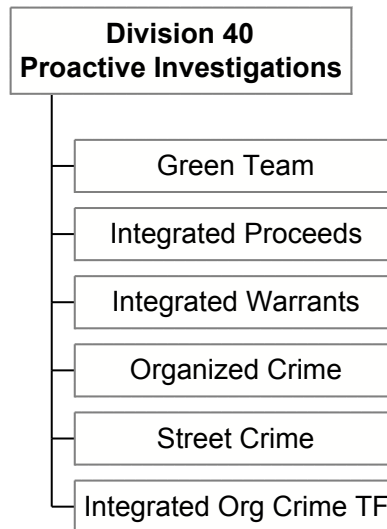 Division 40
Proactive Investigations
Green Team
Integrated Proceeds
Integrated Warrants
Organized Crime
Street Crime
Integrated Org Crime TF